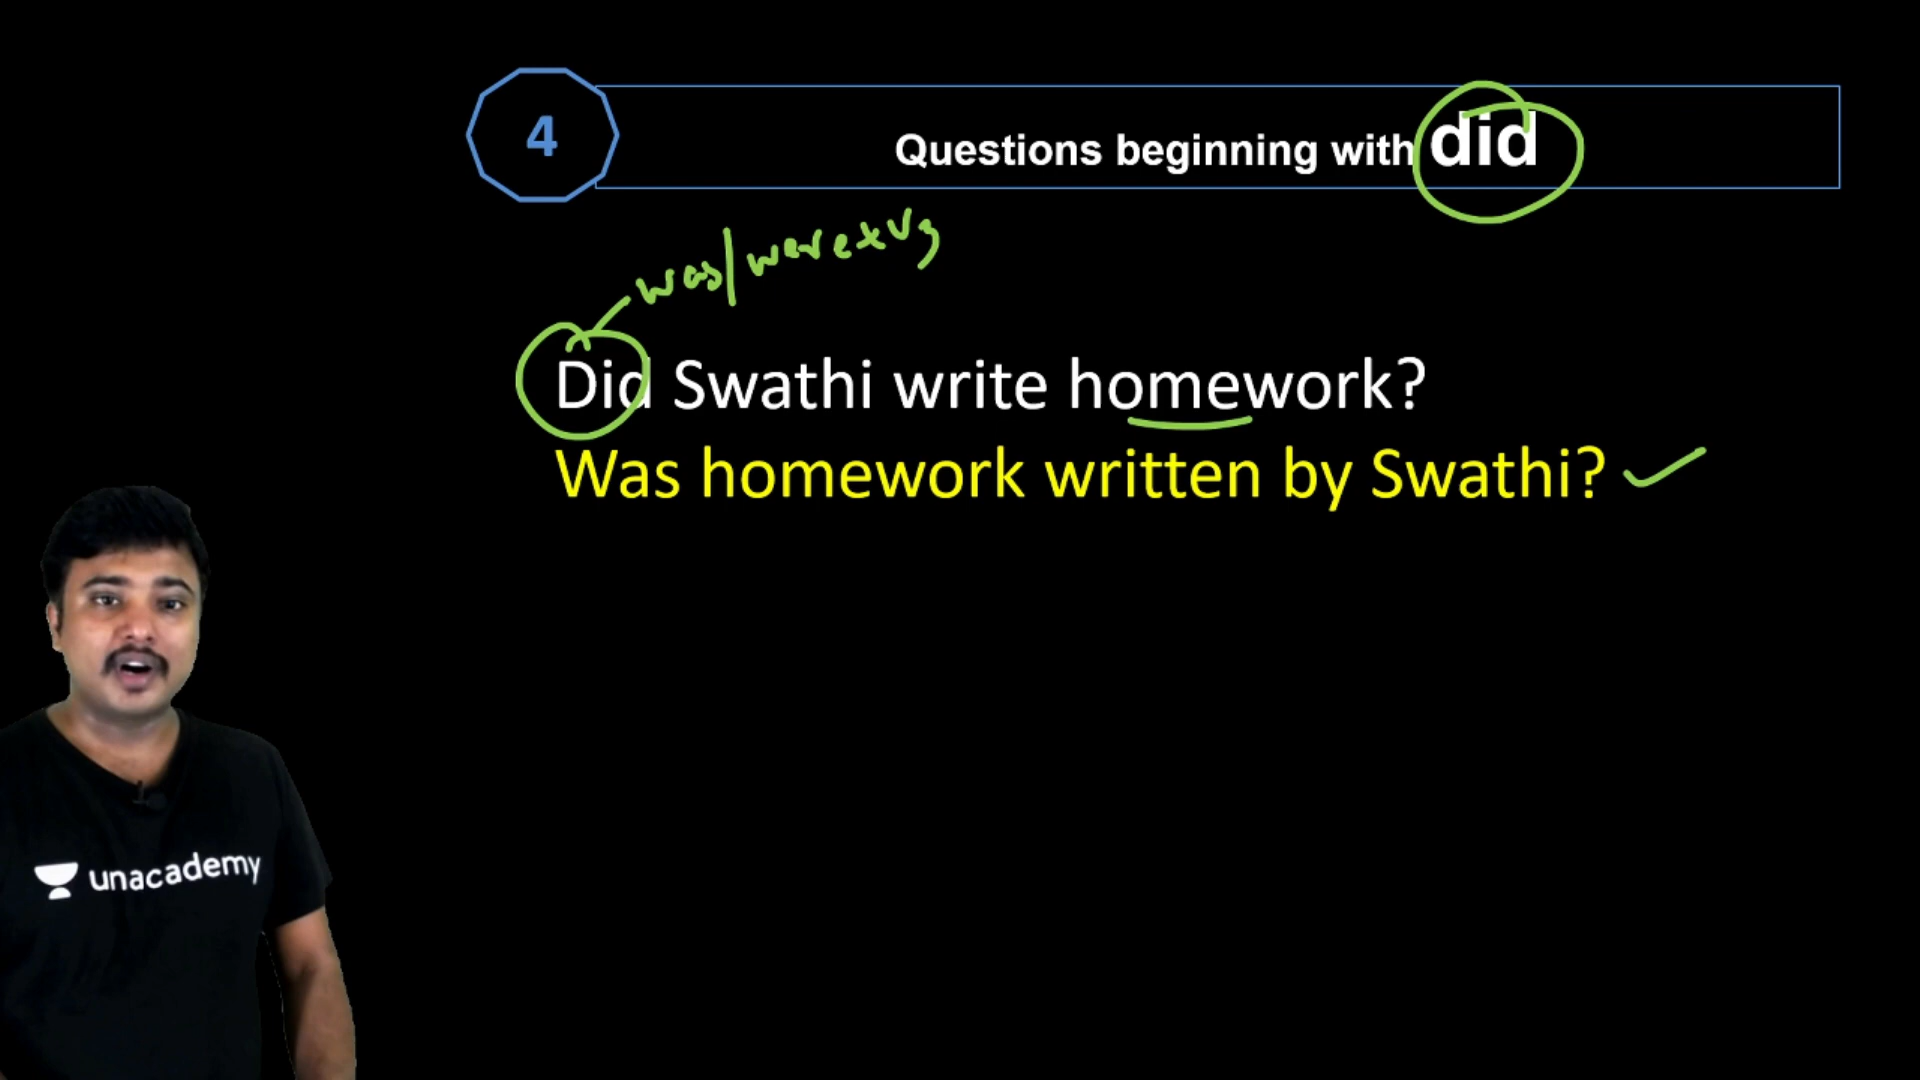 4
Questions beginning with did
was/were+V3
Did Swathi write homework?
Was homework written by Swathi?
unacademy